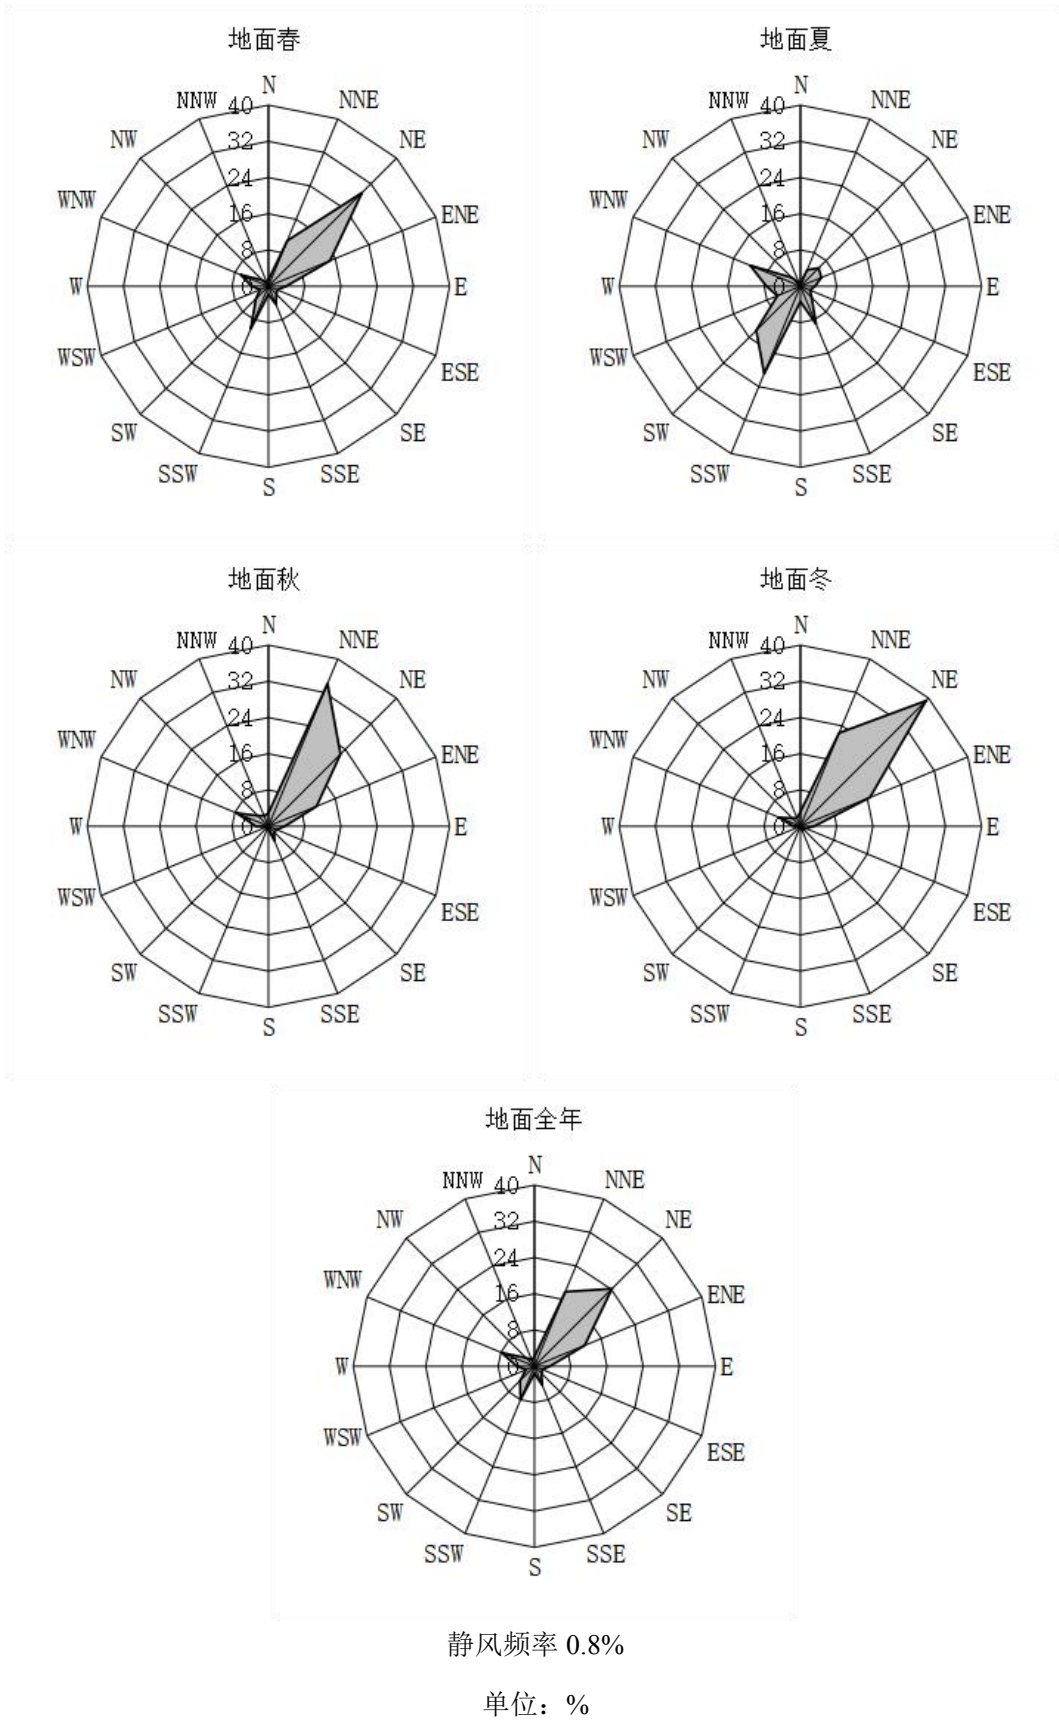 地面春
N
NNW 40 NNE
NW 32 NE
24
WNW 16 ENE
8
W 0 E
WSW ESE
SW SE
SSW SSE
S
地面夏
N
NNW 40 NNE
NW 32 NE
24
WNW 16 ENE
8
W 0 E
WSW ESE
SW SE
SSW SSE
S
地面秋
N
NNW 40 NNE
NW 32 NE
24
WNW 16 ENE
8
W 0 E
WSW ESE
SW SE
SSW SSE
S
地面冬
N
NNW 40 NNE
NW 32 NE
24
WNW 16 ENE
8
W 0 E
WSW ESE
SW SE
SSW SSE
S
地面全年
N
NNW 40 NNE
NW 32 NE
24
WNW 16 ENE
8
W 0 E
WSW ESE
SW SE
SSW SSE
S
静风频率 0.8%
单位：%